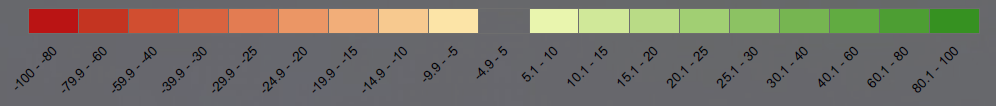 -100 - -80
-79.9 - -60
-59.9 - -40
-39.9 - -30
-29.9 - -25
-24.9 - -20
-19.9 - -15
-14.9 - -10
-9.9 - -5
-4.9 - 5
5.1 - 10
10.1 - 15
15.1 - 20
20.1 - 25
25.1 - 30
30.1 - 40
40.1 - 60
60.1 - 80
80.1 - 100